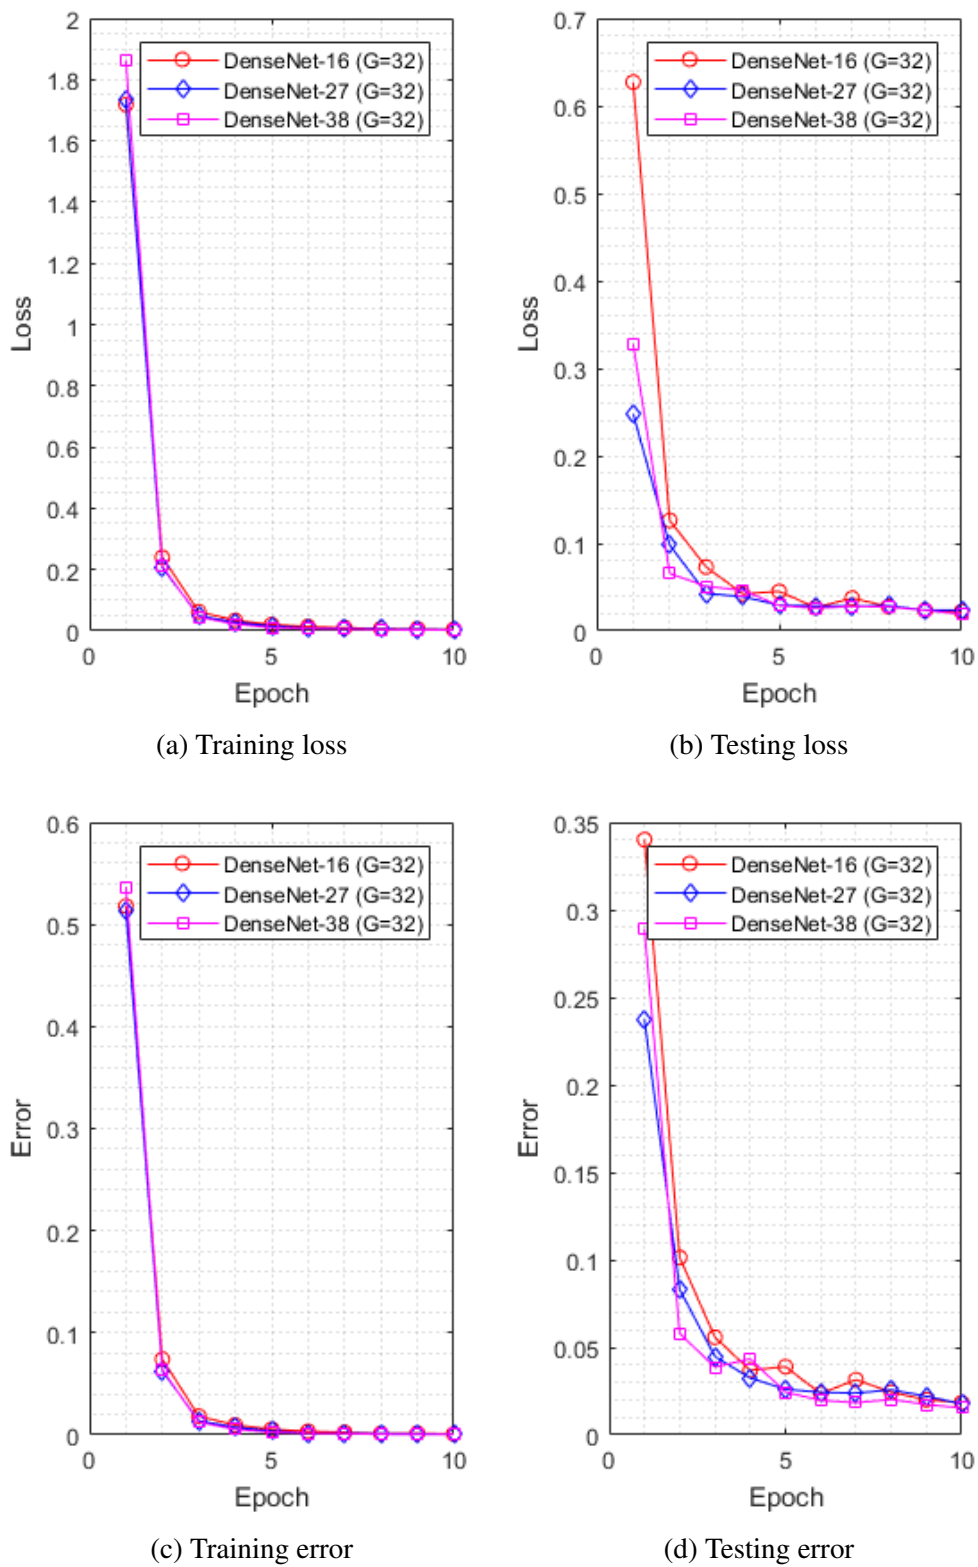 2
1.8
1.6
1.4
1.2
1
0.8
0.6
0.4
0.2
0
0 5 10
Loss
Epoch
DenseNet-16 (G=32)
DenseNet-27 (G=32)
DenseNet-38 (G=32)
(a) Training loss
0.7
0.6
0.5
0.4
0.3
0.2
0.1
0
0 5 10
Loss
Epoch
DenseNet-16 (G=32)
DenseNet-27 (G=32)
DenseNet-38 (G=32)
(b) Testing loss
0.6
0.5
0.4
0.3
0.2
0.1
0
0 5 10
Error
Epoch
DenseNet-16 (G=32)
DenseNet-27 (G=32)
DenseNet-38 (G=32)
(c) Training error
0.35
0.3
0.25
0.2
0.15
0.1
0.05
0
0 5 10
Error
Epoch
DenseNet-16 (G=32)
DenseNet-27 (G=32)
DenseNet-38 (G=32)
(d) Testing error